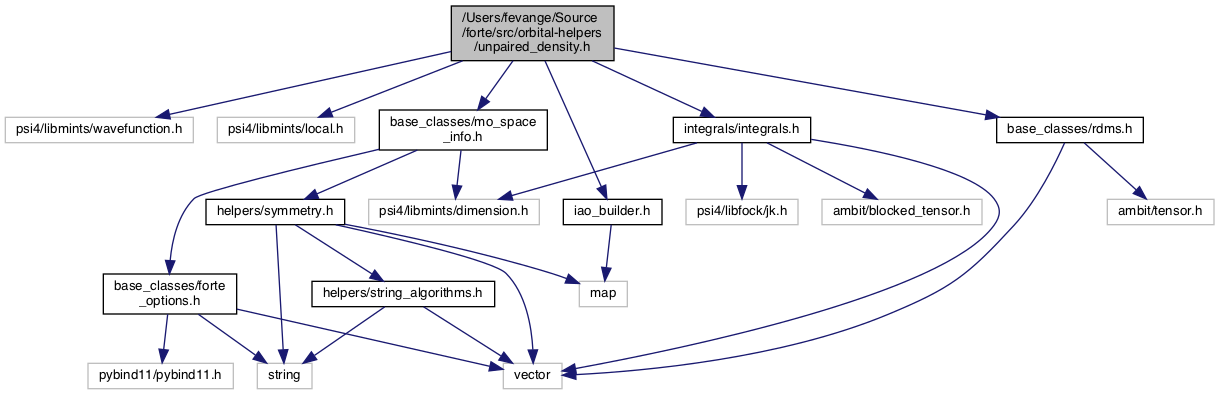 /Users/fevange/Source
/forte/src/orbital-helpers
/unpaired_density.h
psi4/libmints/wavefunction.h
psi4/libmints/local.h
base_classes/mo_space
_info.h
integrals/integrals.h
base_classes/rdms.h
helpers/symmetry.h
psi4/libmints/dimension.h
iao_builder.h
psi4/libfock/jk.h
ambit/blocked_tensor.h
ambit/tensor.h
base_classes/forte
_options.h
helpers/string_algorithms.h
map
pybind11/pybind11.h
string
vector